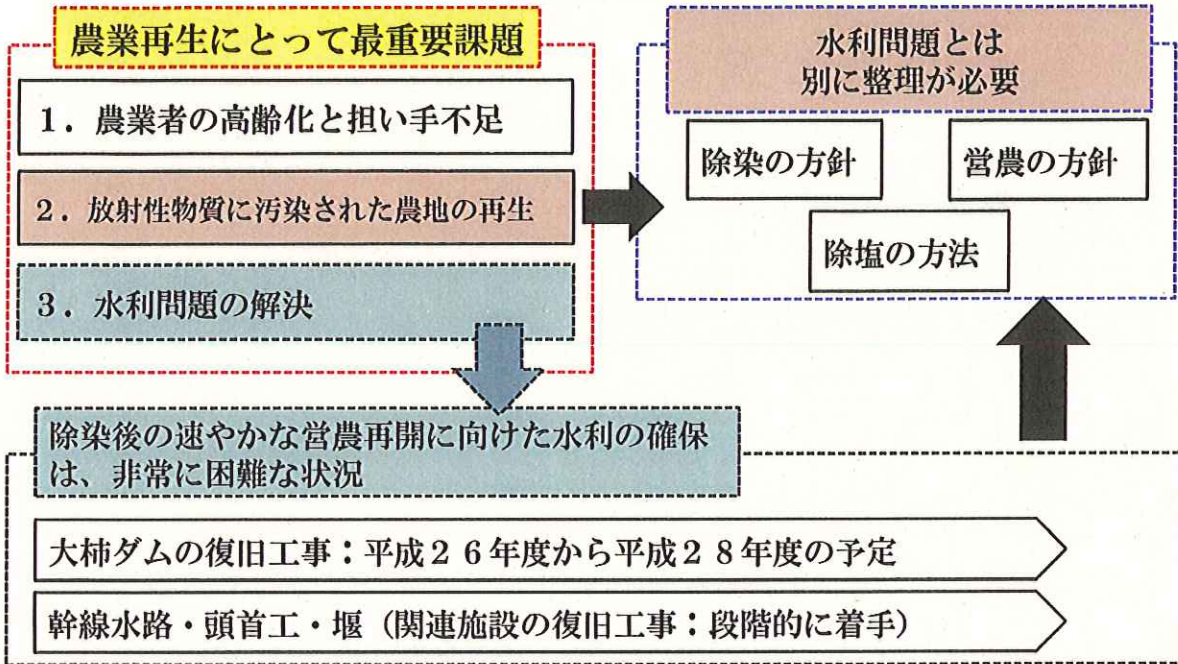 農業再生にとって最重要課題
1．農業者の高齢化と担い手不足
2．放射性物質に汚染された農地の再生
3．水利問題の解決
水利問題とは
別に整理が必要
除染の方針
営農の方針
除塩の方法
除染後の速やかな営農再開に向けた水利の確保
は、非常に困難な状況
大柿ダムの復旧工事：平成２６年度から平成２８年度の予定
幹線水路・頭首工・堰（関連施設の復旧工事：段階的に着手）